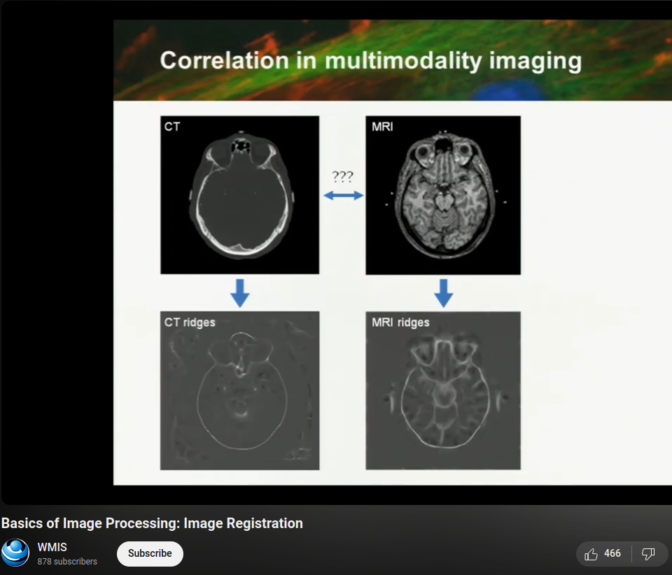 Correlation in multimodality imaging
CT
MRI
???
CT ridges
MRI ridges
Basics of Image Processing: Image Registration
WMIS
878 subscribers
Subscribe
466